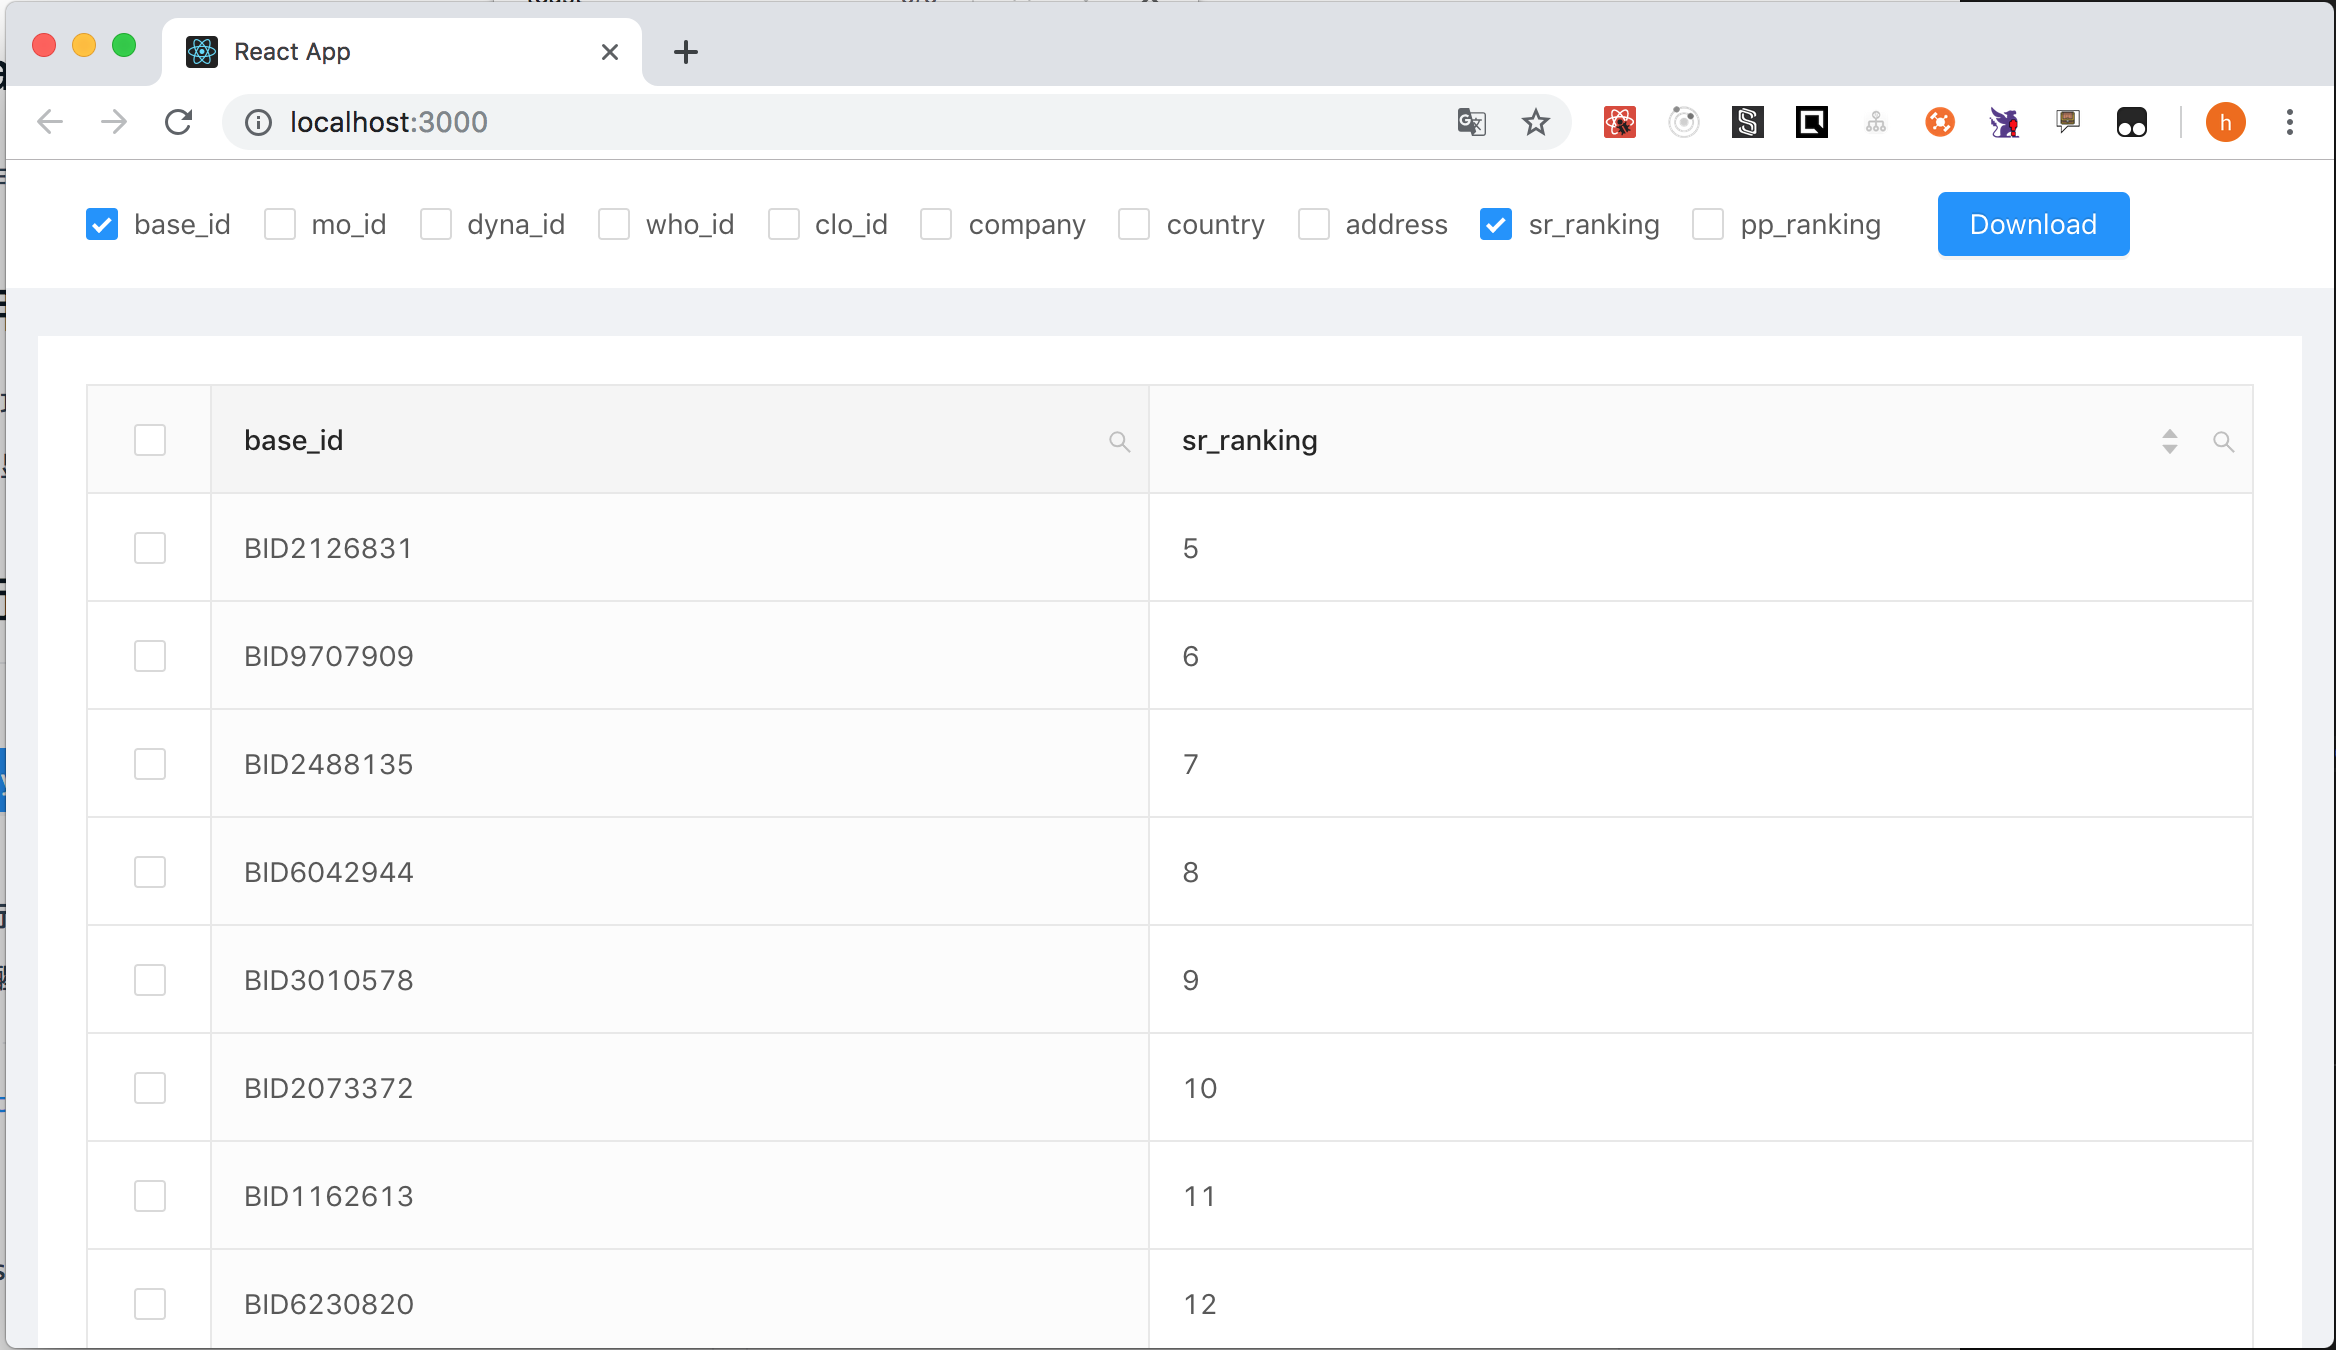 React App
localhost:3000
h
base_id mo_id dyna_id who_id clo_id company country address sr_ranking pp_ranking Download
base_id sr_ranking
BID2126831 5
BID9707909 6
BID2488135 7
BID6042944 8
BID3010578 9
BID2073372 10
BID1162613 11
BID6230820 12